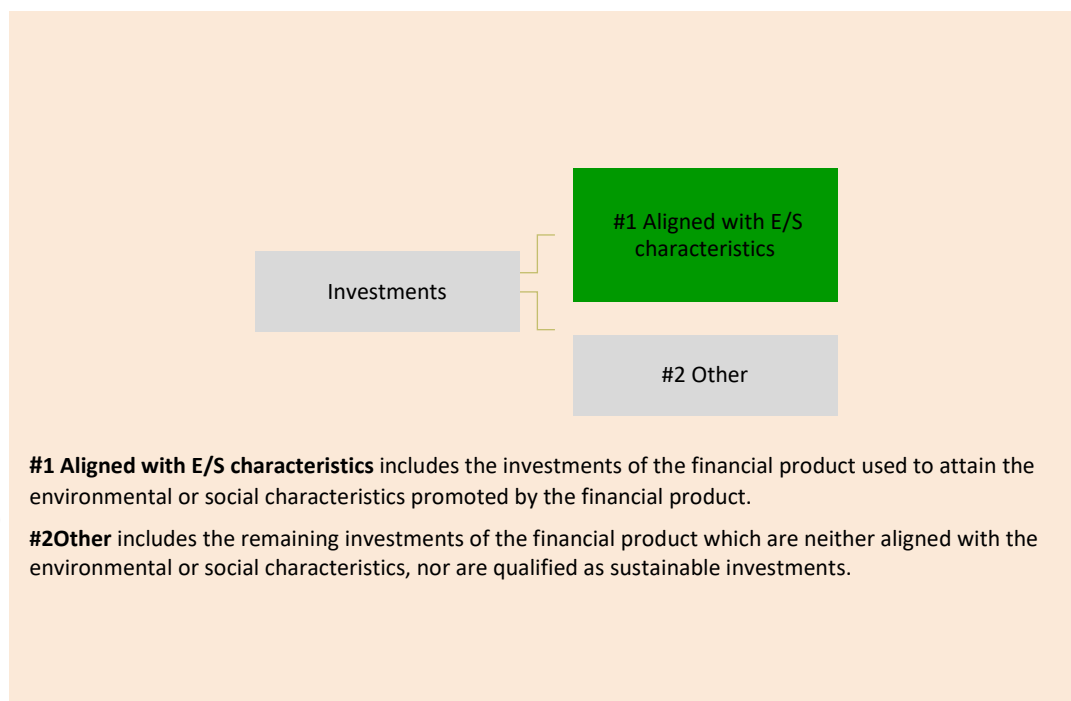 #1 Aligned with E/S
characteristics
Investments
#2 Other
#1 Aligned with E/S characteristics includes the investments of the financial product used to attain the
environmental or social characteristics promoted by the financial product.
#2Other includes the remaining investments of the financial product which are neither aligned with the
environmental or social characteristics, nor are qualified as sustainable investments.